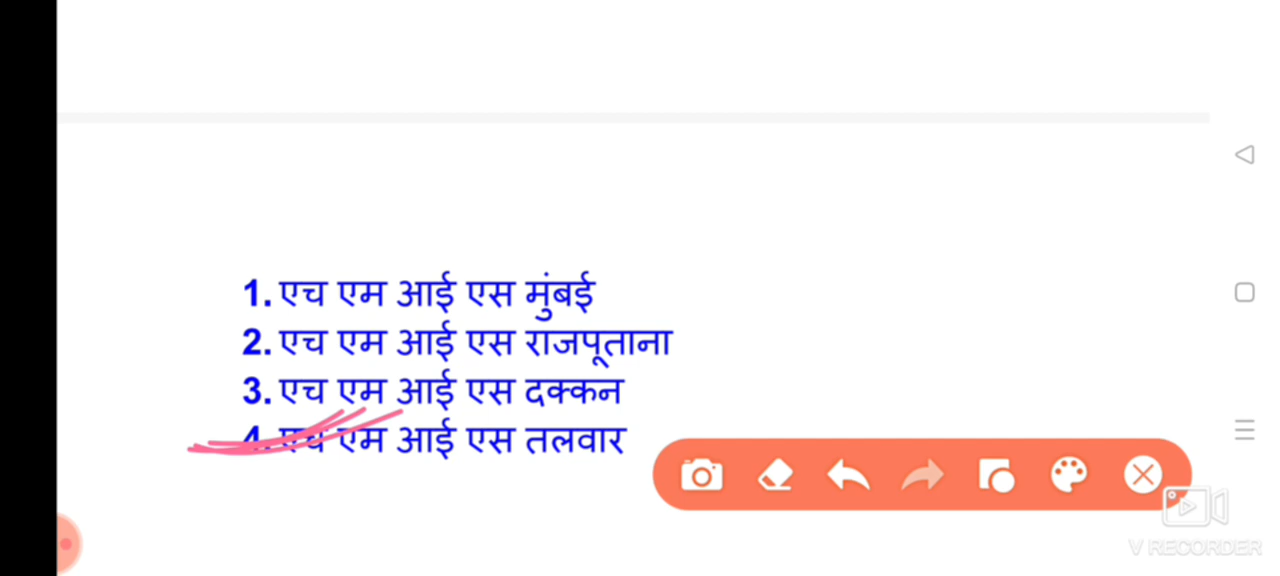 1. एच एम आई एस मुंबई
2. एच एम आई एस राजपूताना
3. एच एम आई एस दक्कन
4. एच एम आई एस तलवार
V RECORDER